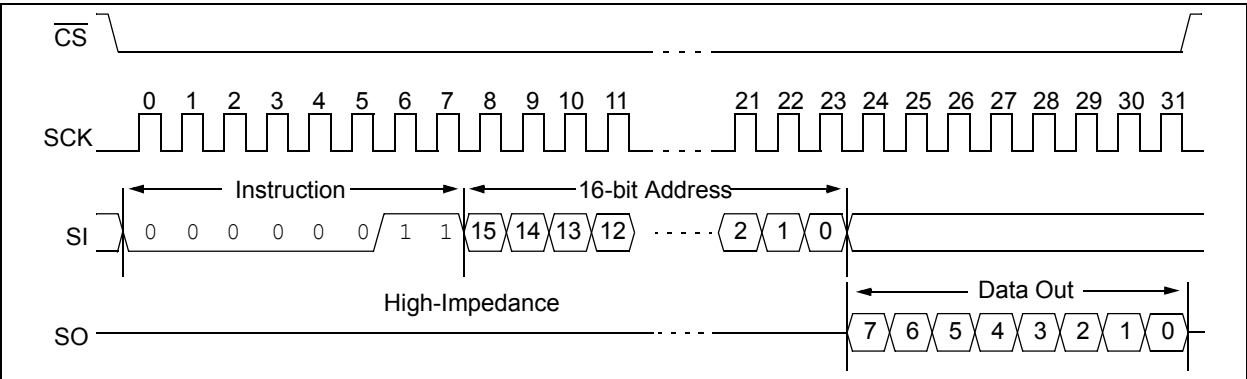 CS
0 1 2 3 4 5 6 7 8 9 10 11 21 22 23 24 25 26 27 28 29 30 31
SCK
Instruction 16-bit Address
SI 0 0 0 0 0 0 1 1 15 14 13 12 2 1 0
High-Impedance Data Out
SO 7 6 5 4 3 2 1 0